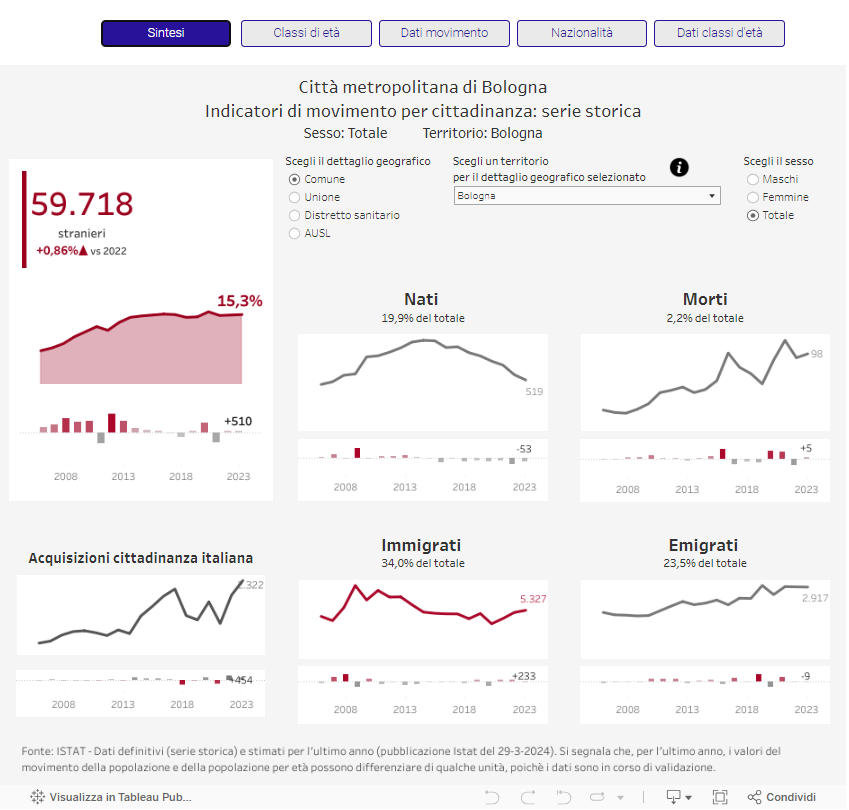 Sintesi
Classi di età
Dati movimento
Nazionalità
Dati classi d'età
Città metropolitana di Bologna
Indicatori di movimento per cittadinanza: serie storica
Sesso: Totale Territorio: Bologna
59.718
stranieri
+0,86%▲ vs 2022
15,3%
+510
2008 2013 2018 2023
Scegli il dettaglio geografico
Comune
Unione
Distretto sanitario
AUSL
Scegli un territorio
per il dettaglio geografico selezionato
Bologna
Scegli il sesso
Maschi
Femmine
Totale
Nati
19,9% del totale
519
-53
2008 2013 2018 2023
Morti
2,2% del totale
98
+5
2008 2013 2018 2023
Acquisizioni cittadinanza italiana
.322
+454
2008 2013 2018 2023
Immigrati
34,0% del totale
5.327
+233
2008 2013 2018 2023
Emigrati
23,5% del totale
2.917
-9
2008 2013 2018 2023
Fonte: ISTAT - Dati definitivi (serie storica) e stimati per l'ultimo anno (pubblicazione Istat del 29-3-2024). Si segnala che, per l'ultimo anno, i valori del
movimento della popolazione e della popolazione per età possono differenziare di qualche unità, poichè i dati sono in corso di validazione.
Visualizza in Tableau Pub...
Condividi